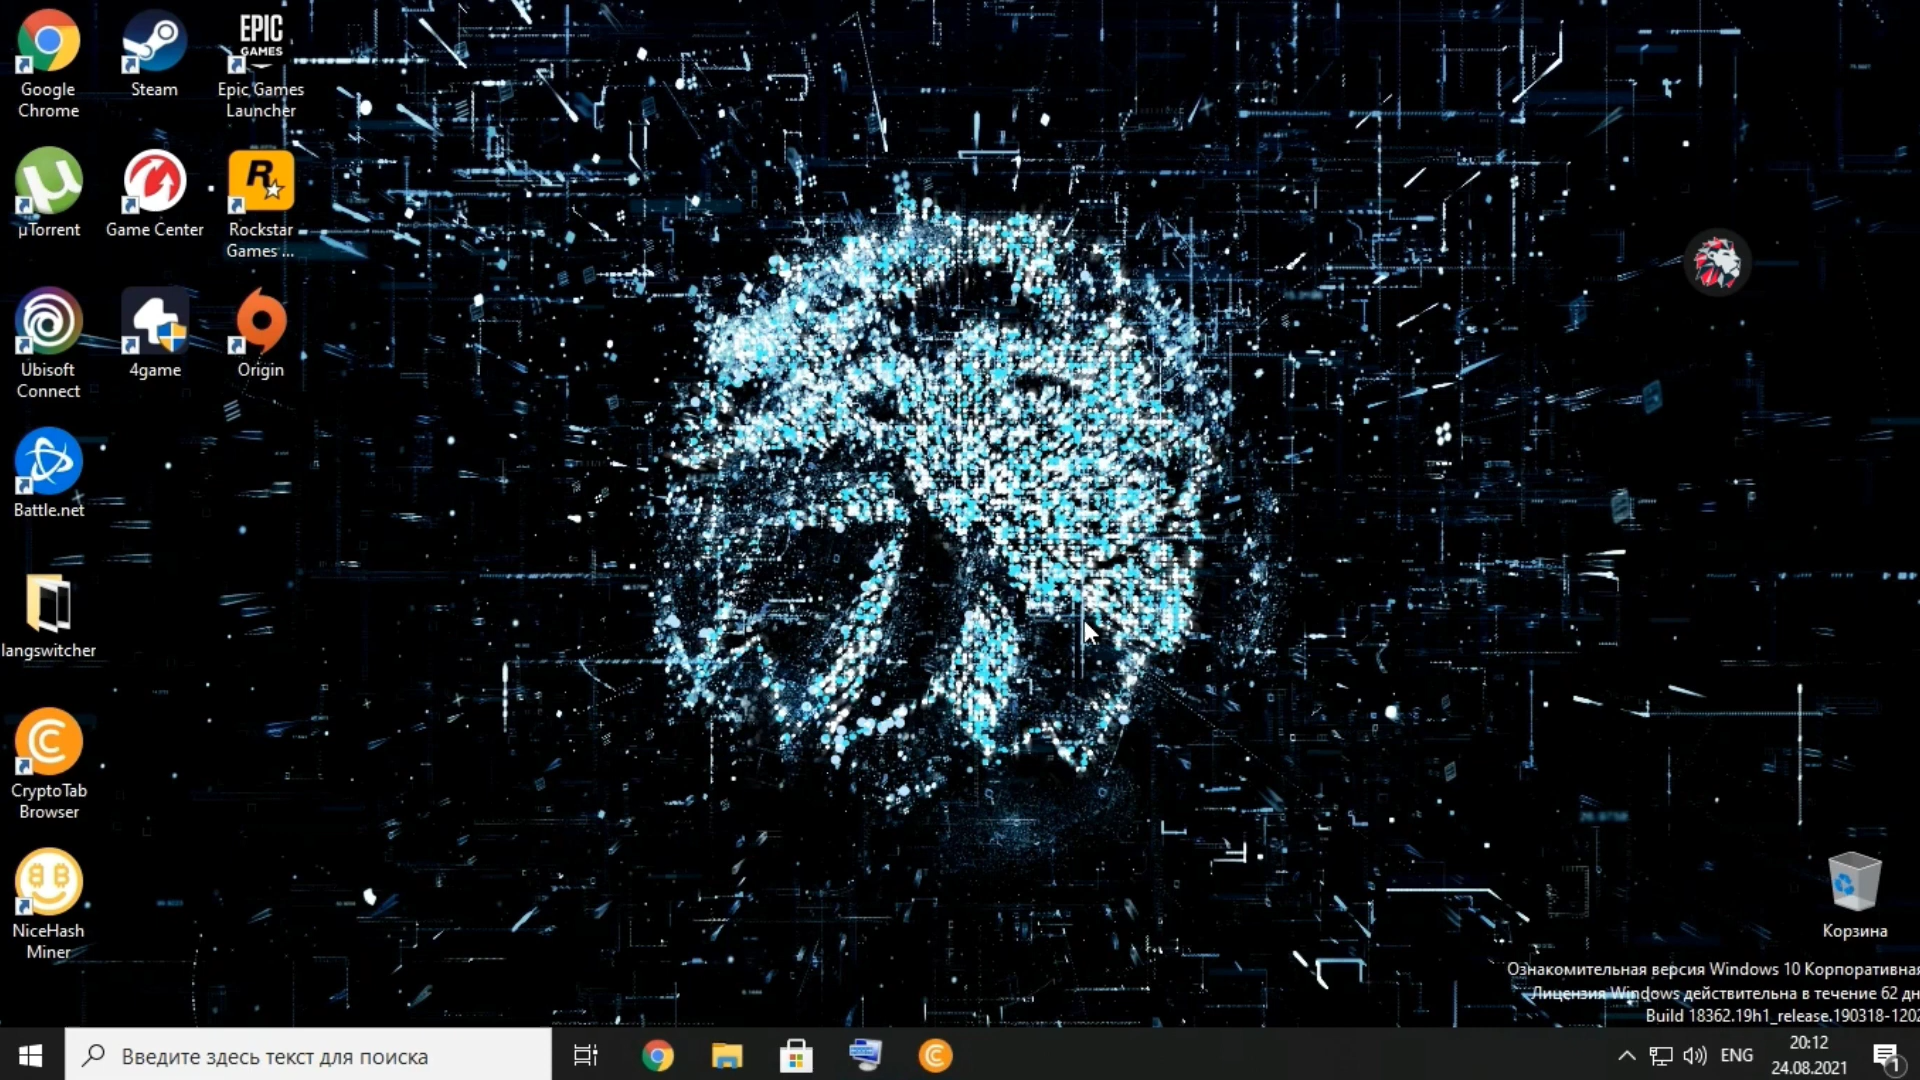 Google
Chrome
Steam
EPIC
GAMES
Epic Games
Launcher
µTorrent
Game Center
Rockstar
Games ...
Ubisoft
Connect
4game
Origin
Battle.net
langswitcher
CryptoTab
Browser
NiceHash
Miner
Корзина
Ознакомительная версия Windows 10 Корпоративная
Лицензия Windows действительна в течение 62 дн
Build 18362.19h1_release.190318-1202
Введите здесь текст для поиска
ENG
20:12
24.08.2021
1